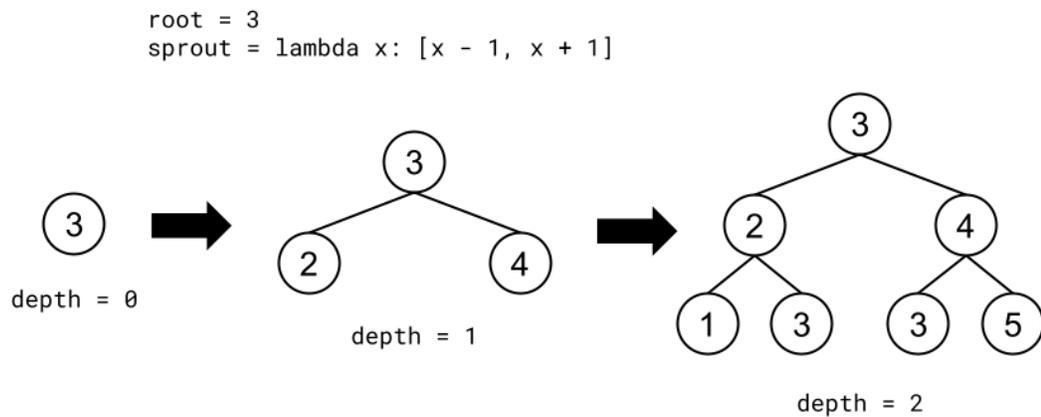 root = 3
sprout = lambda x: [x - 1, x + 1]
3
depth = 0
3
2 4
depth = 1
3
2 4
1 3 3 5
depth = 2